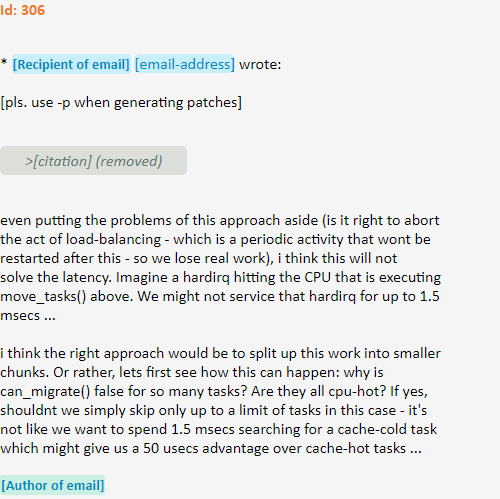 Id: 306
* [Recipient of email] [email-address] wrote:
[pls. use -p when generating patches]
>[citation] (removed)
even putting the problems of this approach aside (is it right to abort
the act of load-balancing - which is a periodic activity that wont be
restarted after this - so we lose real work), i think this will not
solve the latency. Imagine a hardirq hitting the CPU that is executing
move_tasks() above. We might not service that hardirq for up to 1.5
msecs ...
i think the right approach would be to split up this work into smaller
chunks. Or rather, lets first see how this can happen: why is
can_migrate() false for so many tasks? Are they all cpu-hot? If yes,
shouldnt we simply skip only up to a limit of tasks in this case - it's
not like we want to spend 1.5 msecs searching for a cache-cold task
which might give us a 50 usecs advantage over cache-hot tasks ...
[Author of email]